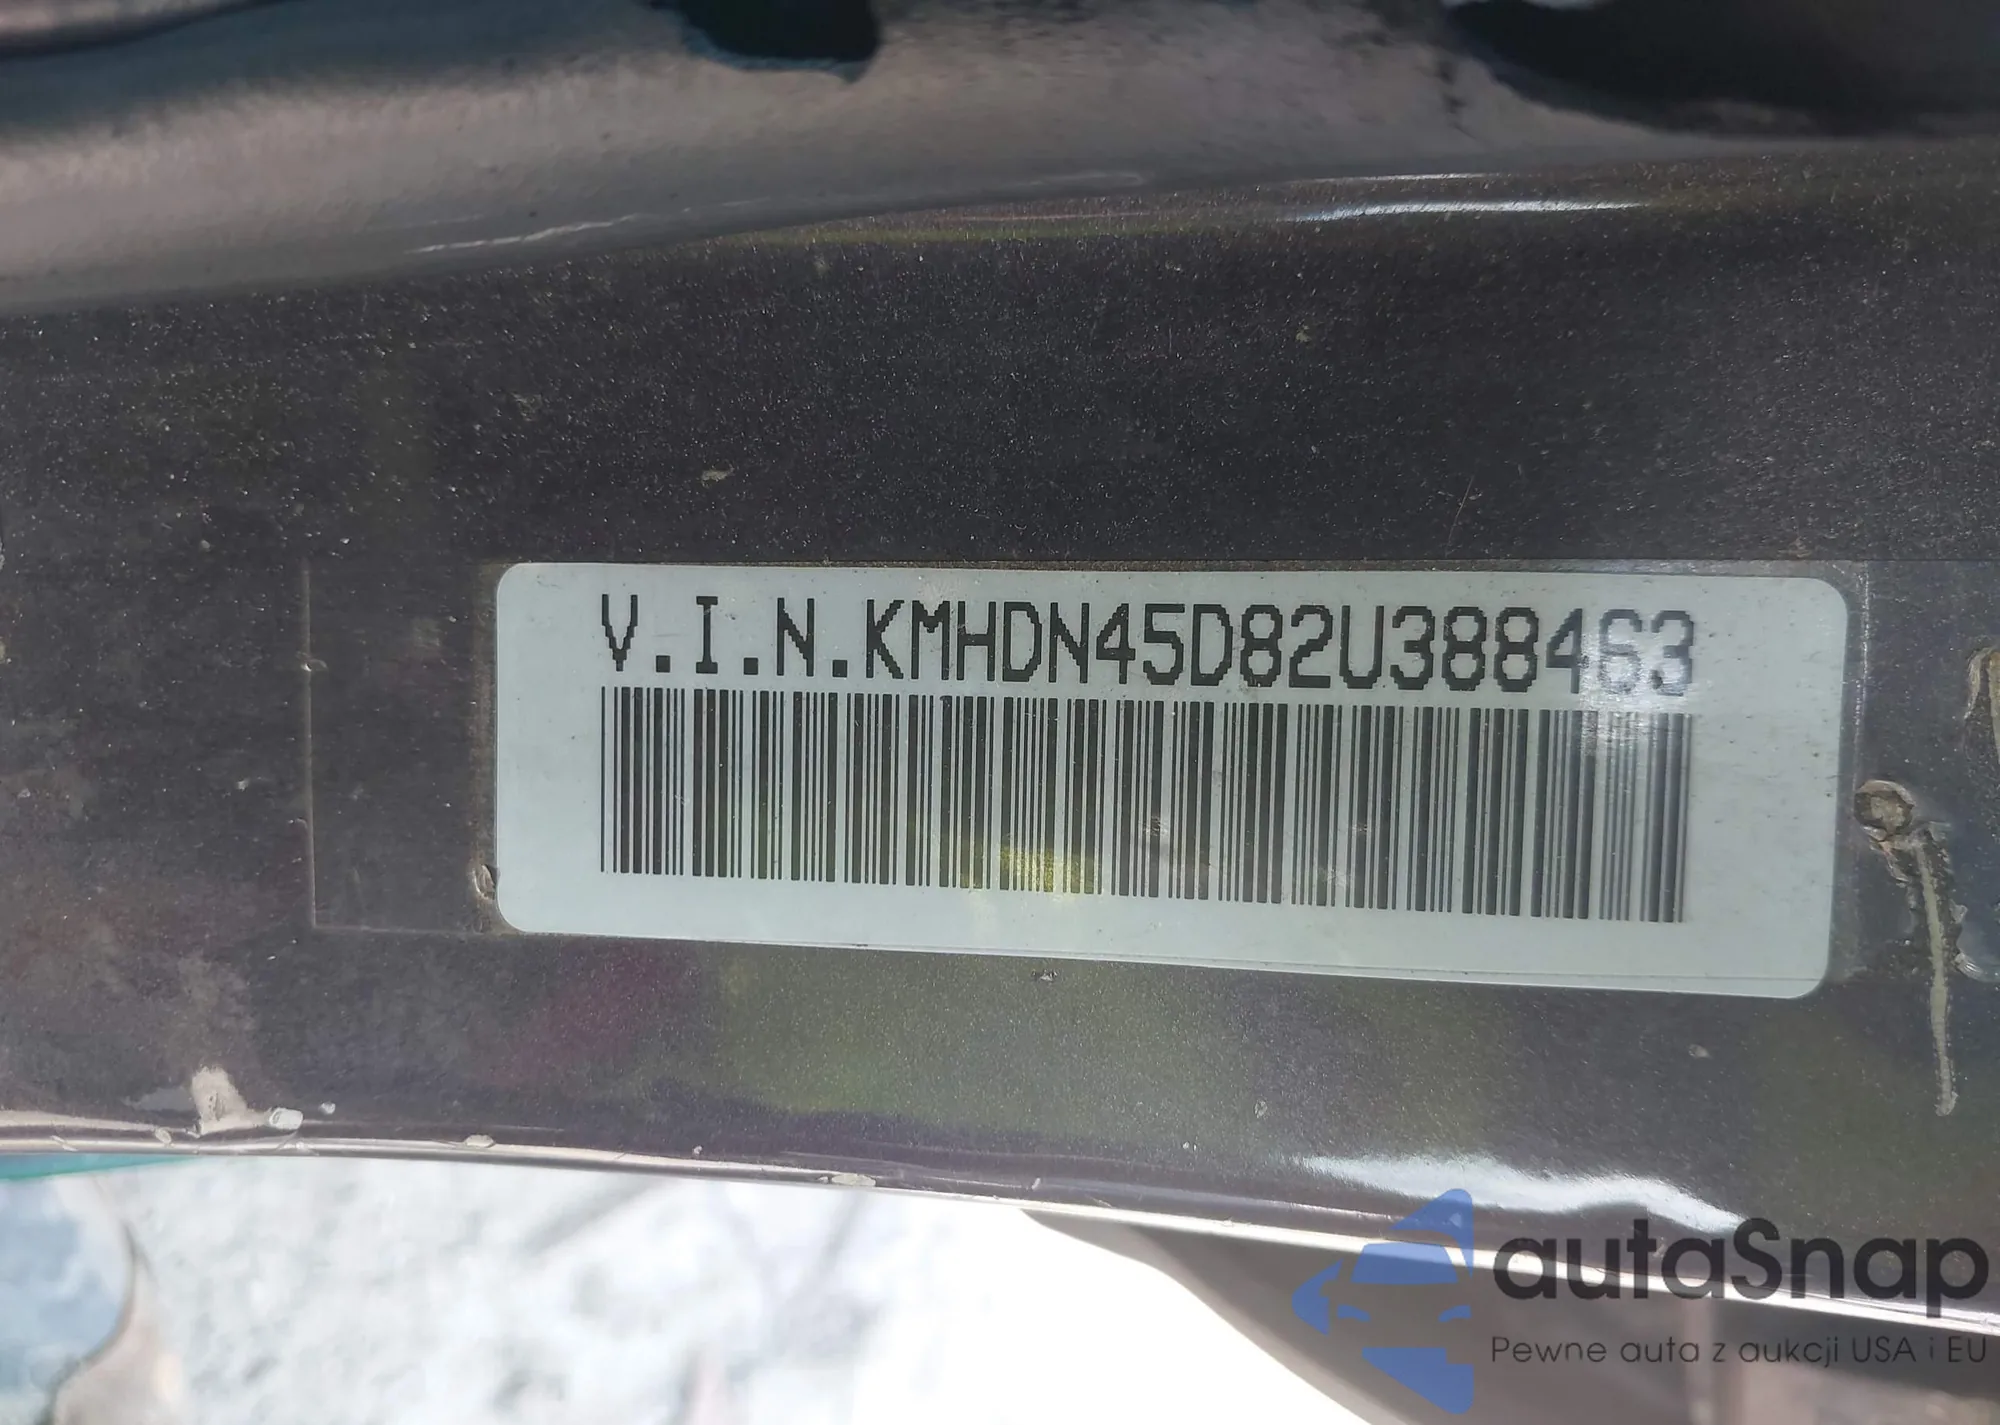 V.I.N.KMHDN45D82U388463
autaSnap
Pewne auta z aukcji USA i EU